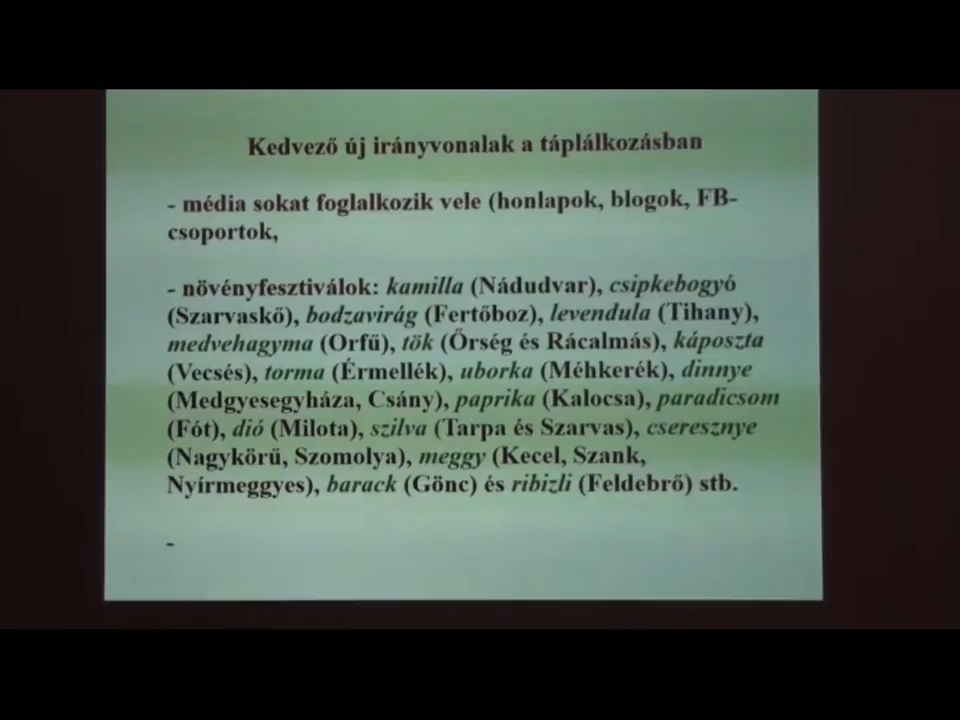 Kedvező új irányvonalak a táplálkozásban
- média sokat foglalkozik vele (honlapok, blogok, FB-
csoportok,
- növényfesztiválok: kamilla (Nádudvar), csipkebogyó
(Szarvaskő), bodzavirág (Fertőboz), levendula (Tihany),
medvehagyma (Orfű), tök (Őrség és Rácalmás), káposzta
(Vecsés), torma (Érmellék), uborka (Méhkerék), dinnye
(Medgyesegyháza, Csány), paprika (Kalocsa), paradicsom
(Fót), dió (Milota), szilva (Tarpa és Szarvas), cseresznye
(Nagykörű, Szomolya), meggy (Kecel, Szank,
Nyírmeggyes), barack (Gönc) és ribizli (Feldebrő) stb.
-